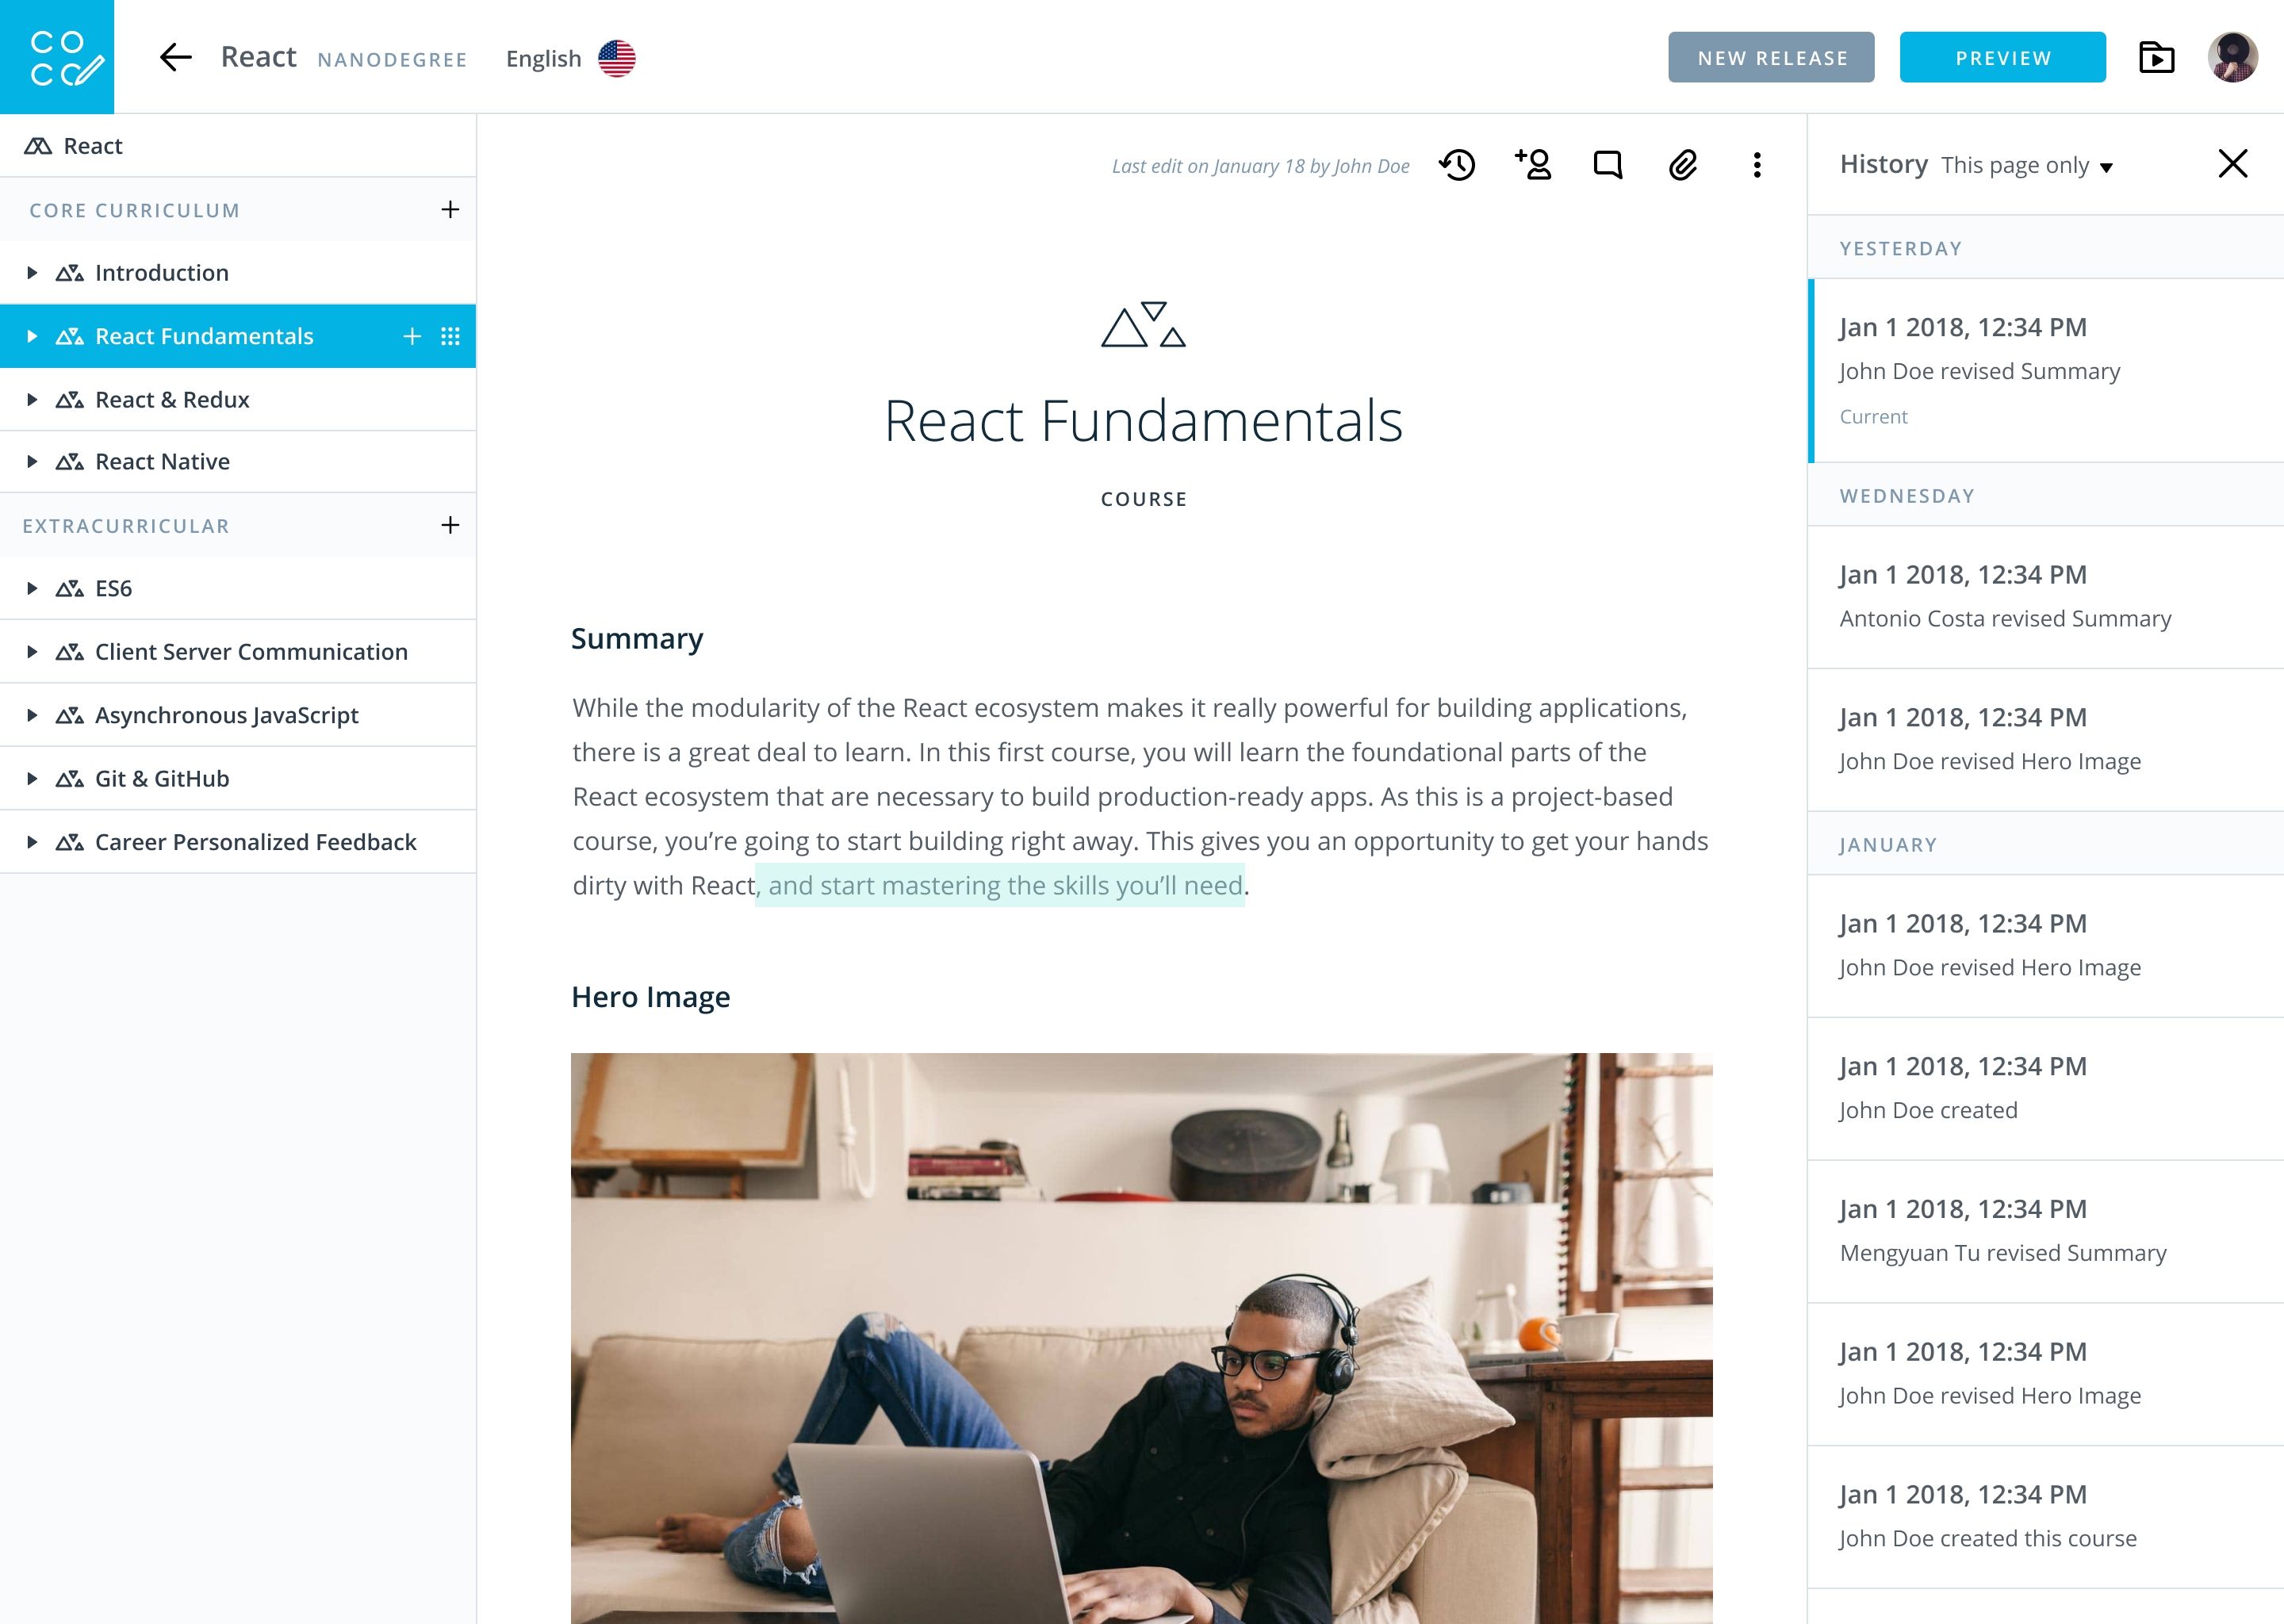 CO
CO
React NANODEGREE English
NEW RELEASE
PREVIEW
React
CORE CURRICULUM
Introduction
React Fundamentals
React & Redux
React Native
EXTRACURRICULAR
ES6
Client Server Communication
Asynchronous JavaScript
Git & GitHub
Career Personalized Feedback
Last edit on January 18 by John Doe
React Fundamentals
COURSE
Summary
While the modularity of the React ecosystem makes it really powerful for building applications,
there is a great deal to learn. In this first course, you will learn the foundational parts of the
React ecosystem that are necessary to build production-ready apps. As this is a project-based
course, you’re going to start building right away. This gives you an opportunity to get your hands
dirty with React, and start mastering the skills you’ll need.
Hero Image
History This page only
YESTERDAY
Jan 1 2018, 12:34 PM
John Doe revised Summary
Current
WEDNESDAY
Jan 1 2018, 12:34 PM
Antonio Costa revised Summary
Jan 1 2018, 12:34 PM
John Doe revised Hero Image
JANUARY
Jan 1 2018, 12:34 PM
John Doe revised Hero Image
Jan 1 2018, 12:34 PM
John Doe created
Jan 1 2018, 12:34 PM
Mengyuan Tu revised Summary
Jan 1 2018, 12:34 PM
John Doe revised Hero Image
Jan 1 2018, 12:34 PM
John Doe created this course